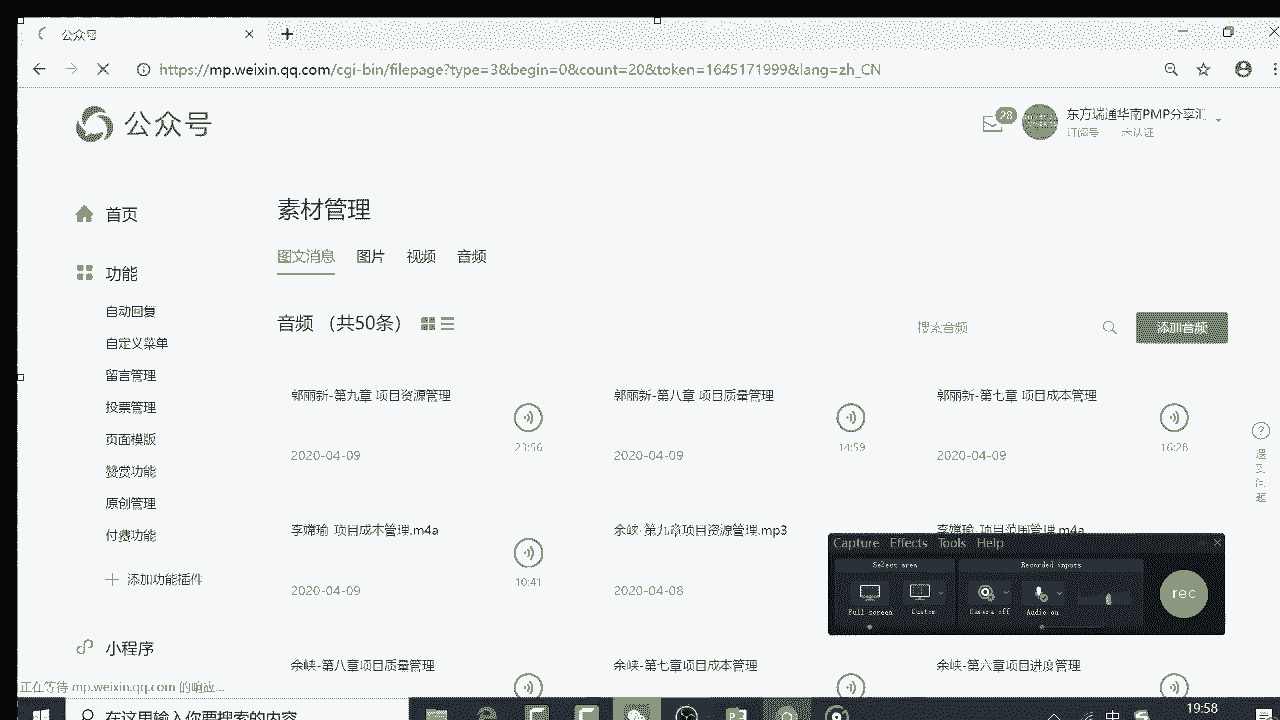 公众号
https://mp.weixin.qq.com/cgi-bin/filepage?type=3&begin=0&count=20&token=1645171999&lang=zh_CN
公众号
28
东方瑞通华南PMP分享汇
订阅号 未认证
首页
素材管理
图文消息 图片 视频 音频
功能
自动回复
自定义菜单
留言管理
投票管理
页面模版
赞赏功能
原创管理
付费功能
添加功能插件
小程序
音频 (共50条)
搜索音频
添加音频
郭丽新-第九章 项目资源管理
23:56
2020-04-09
郭丽新-第八章 项目质量管理
14:59
2020-04-09
郭丽新-第七章 项目成本管理
16:28
2020-04-09
李嫦瑜-项目成本管理.m4a
10:41
2020-04-09
余峡-第九章项目资源管理.mp3
2020-04-08
李嫦瑜-项目范围管理.m4a
余峡-第八章项目质量管理
余峡-第七章项目成本管理
余峡-第六章项目进度管理
遇到问题
Capture Effects Tools Help
Select area
Recorded inputs
Full screen
Custom
Camera off
Audio on
rec
正在等待 mp.weixin.qq.com 的响应...
在这里输入你要搜索的内容
中
19:58